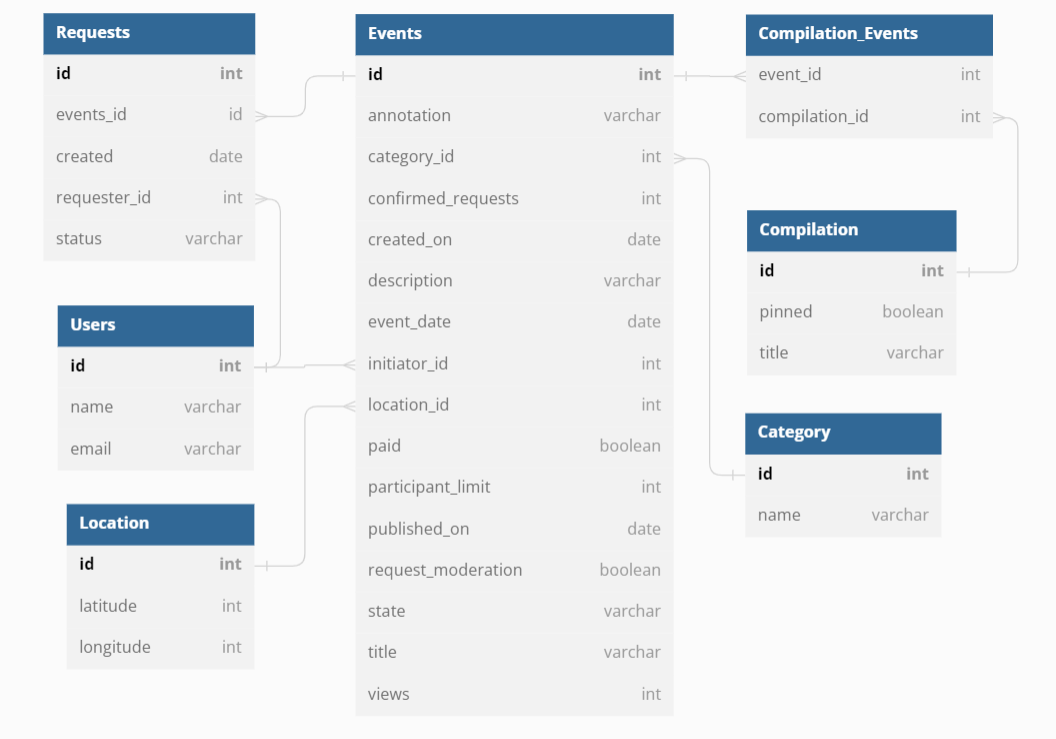 Requests
id int
events_id id
created date
requester_id int
status varchar
Users
id int
name varchar
email varchar
Location
id int
latitude int
longitude int
Events
id int
annotation varchar
category_id int
confirmed_requests int
created_on date
description varchar
event_date date
initiator_id int
location_id int
paid boolean
participant_limit int
published_on date
request_moderation boolean
state varchar
title varchar
views int
Compilation_Events
event_id int
compilation_id int
Compilation
id int
pinned boolean
title varchar
Category
id int
name varchar